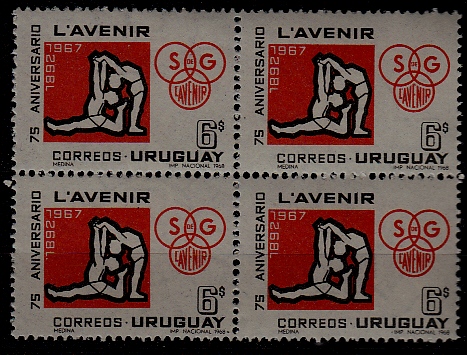 L'AVENIR
75 ANIVERSARIO
1892 1967
S DE G
L'AVENIR
6$
CORREOS · URUGUAY
MEDINA IMP. NACIONAL 1968
L'AVENIR
75 ANIVERSARIO
1892 1967
S DE G
L'AVENIR
6$
CORREOS · URUGUAY
MEDINA IMP. NACIONAL 1968
L'AVENIR
75 ANIVERSARIO
1892 1967
S DE G
L'AVENIR
6$
CORREOS · URUGUAY
MEDINA IMP. NACIONAL 1968
L'AVENIR
75 ANIVERSARIO
1892 1967
S DE G
L'AVENIR
6$
CORREOS · URUGUAY
MEDINA IMP. NACIONAL 1968